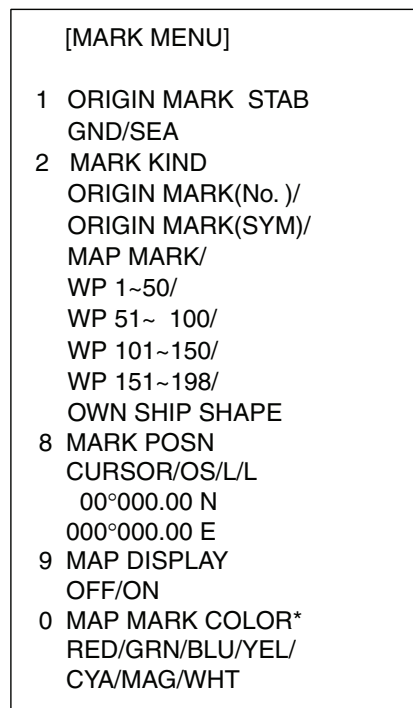 [MARK MENU]
1 ORIGIN MARK STAB
GND/SEA
2 MARK KIND
ORIGIN MARK(No. )/
ORIGIN MARK(SYM)/
MAP MARK/
WP 1~50/
WP 51~ 100/
WP 101~150/
WP 151~198/
OWN SHIP SHAPE
8 MARK POSN
CURSOR/OS/L/L
00°000.00 N
000°000.00 E
9 MAP DISPLAY
OFF/ON
0 MAP MARK COLOR*
RED/GRN/BLU/YEL/
CYA/MAG/WHT